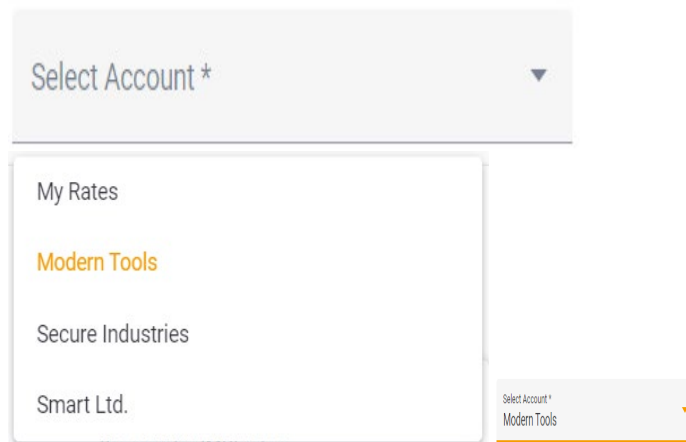 Select Account *
My Rates
Modern Tools
Secure Industries
Smart Ltd.
Select Account *
Modern Tools